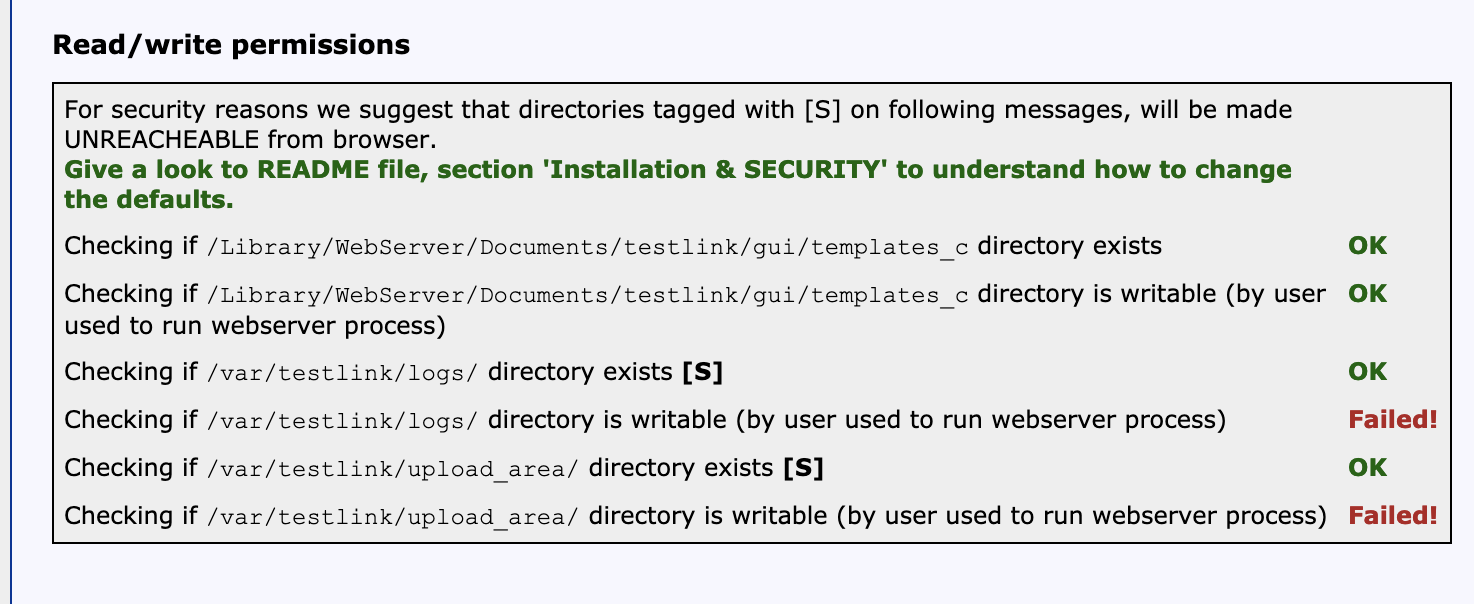 Read/write permissions
For security reasons we suggest that directories tagged with [S] on following messages, will be made
UNREACHEABLE from browser.
Give a look to README file, section 'Installation & SECURITY' to understand how to change
the defaults.
Checking if /Library/WebServer/Documents/testlink/gui/templates_c directory exists OK
Checking if /Library/WebServer/Documents/testlink/gui/templates_c directory is writable (by user OK
used to run webserver process)
Checking if /var/testlink/logs/ directory exists [S] OK
Checking if /var/testlink/logs/ directory is writable (by user used to run webserver process) Failed!
Checking if /var/testlink/upload_area/ directory exists [S] OK
Checking if /var/testlink/upload_area/ directory is writable (by user used to run webserver process) Failed!